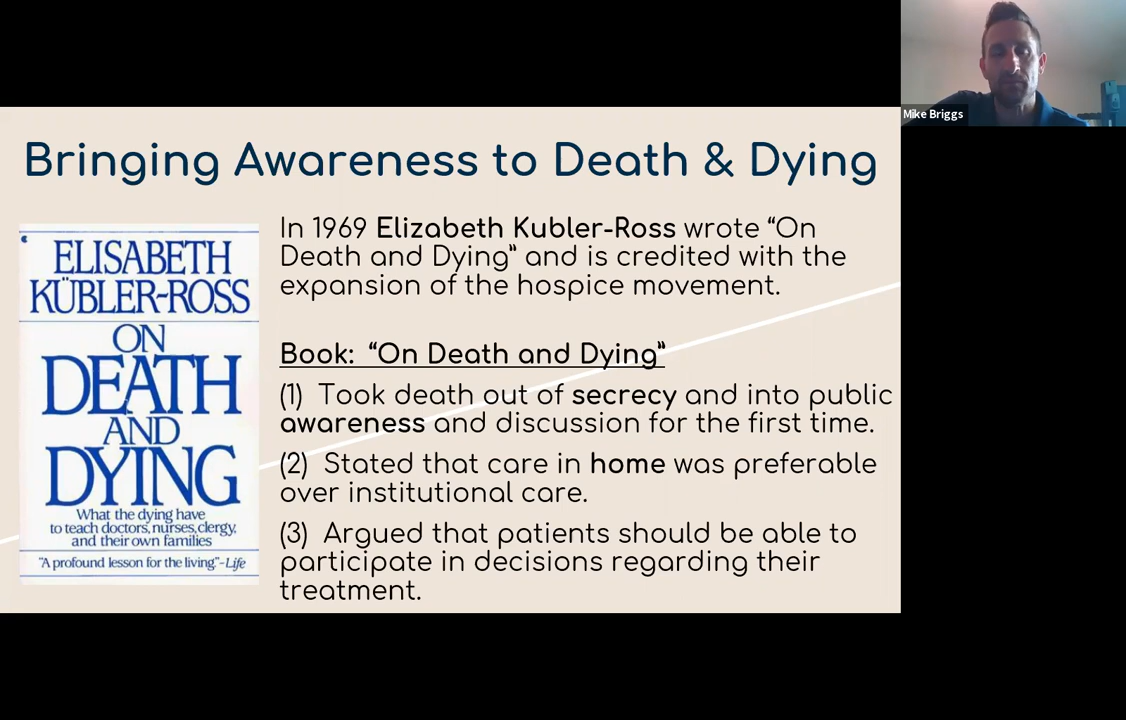 Mike Briggs
Bringing Awareness to Death & Dying
ELISABETH
KÜBLER-ROSS
ON
DEATH
AND
DYING
What the dying have
to teach doctors, nurses, clergy,
and their own families
"A profound lesson for the living."-Life
In 1969 Elizabeth Kubler-Ross wrote “On
Death and Dying” and is credited with the
expansion of the hospice movement.
Book: “On Death and Dying”
(1) Took death out of secrecy and into public
awareness and discussion for the first time.
(2) Stated that care in home was preferable
over institutional care.
(3) Argued that patients should be able to
participate in decisions regarding their
treatment.